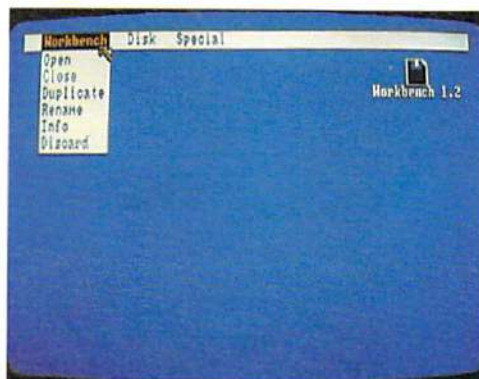 Workbench Disk Special
Open
Close
Duplicate
Rename
Info
Discard
Workbench 1.2